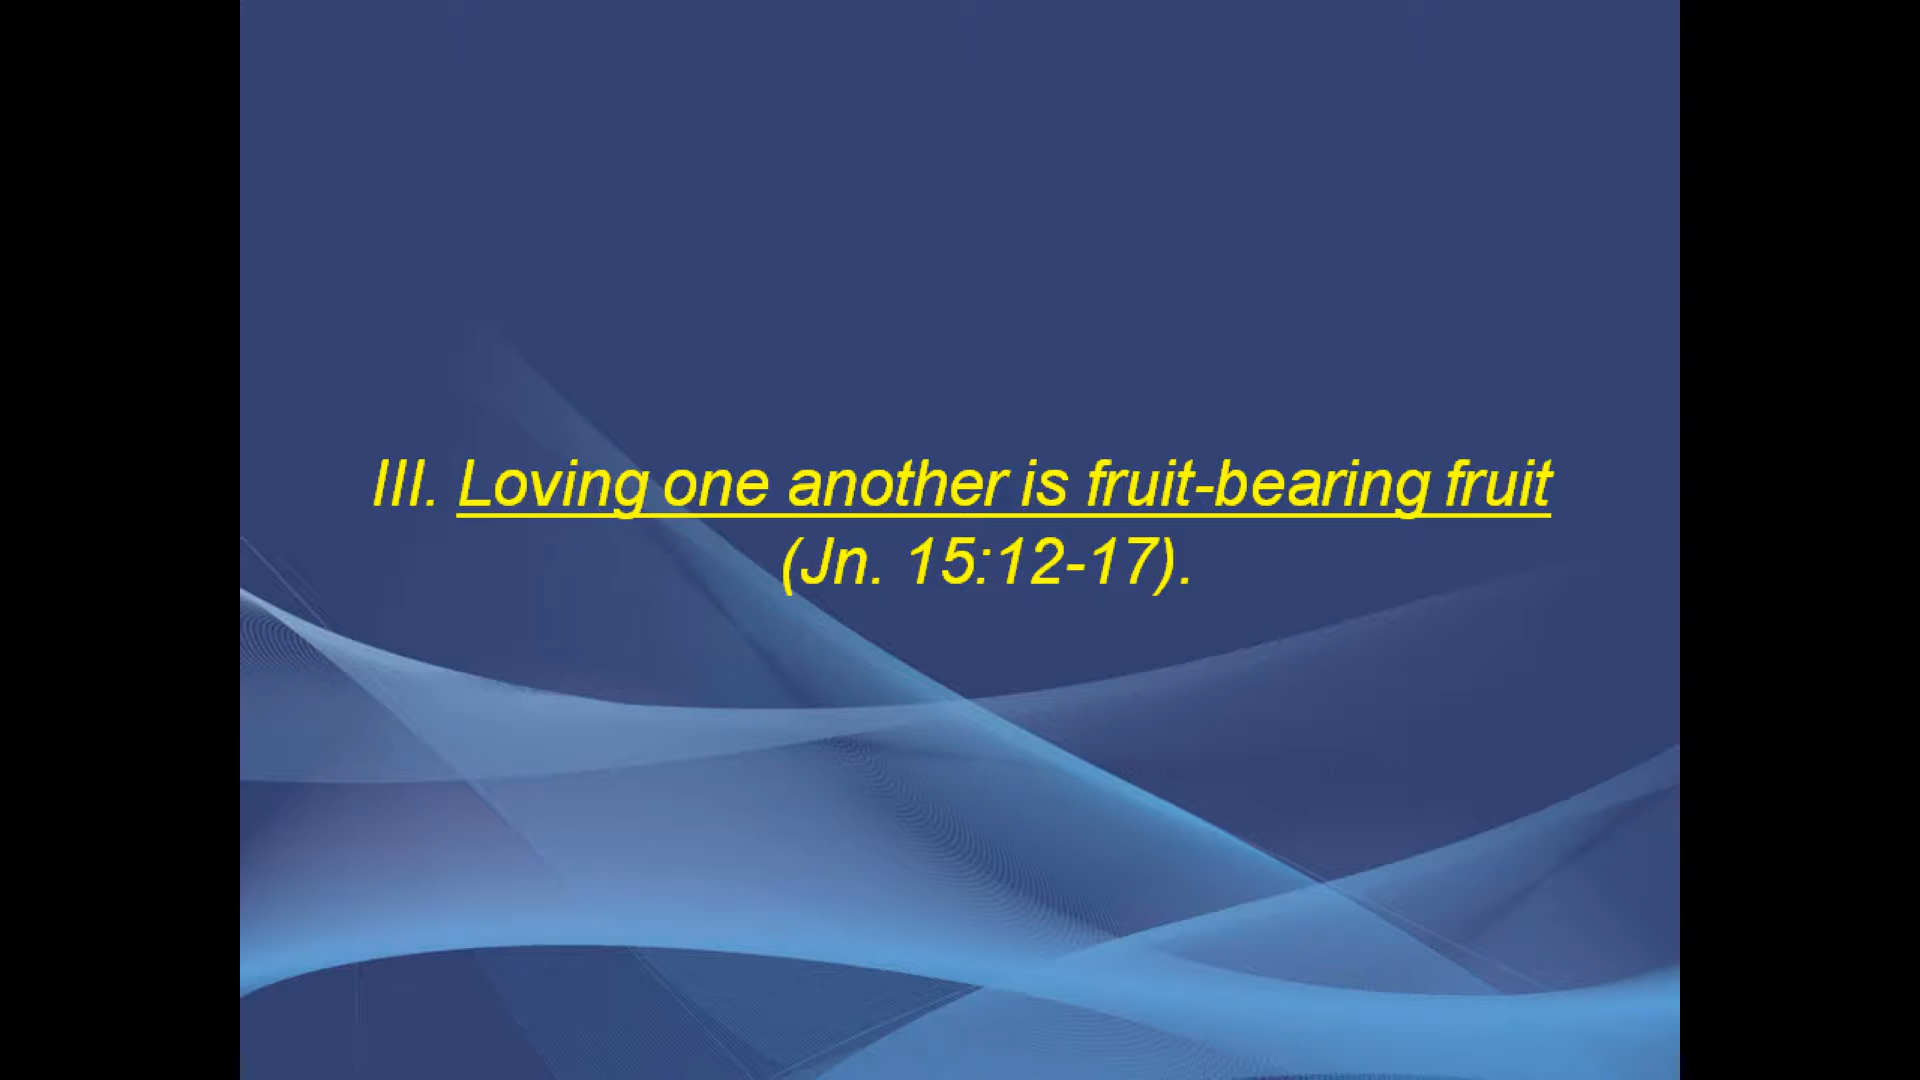 III. Loving one another is fruit-bearing fruit
(Jn. 15:12-17).